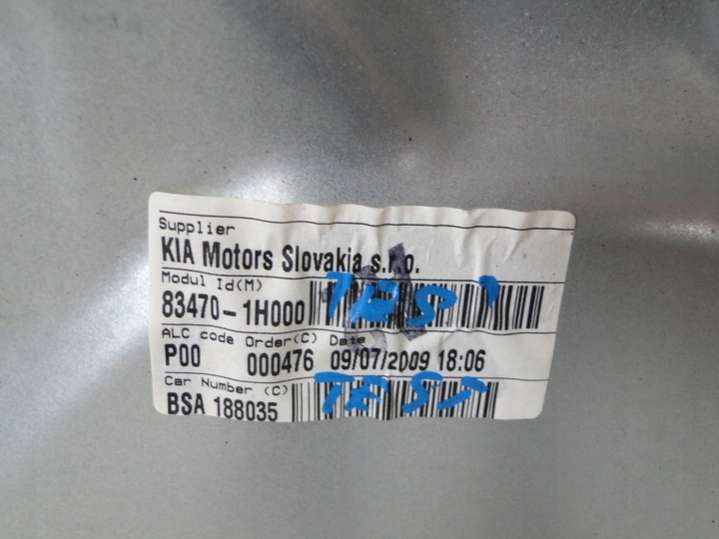 Supplier
KIA Motors Slovakia s.r.o.
Modul Id(M)
83470-1H000
TES'
ALC code Order(C) Date
P00 000476 09/07/2009 18:06
Car Number (C)
BSA 188035
TEST